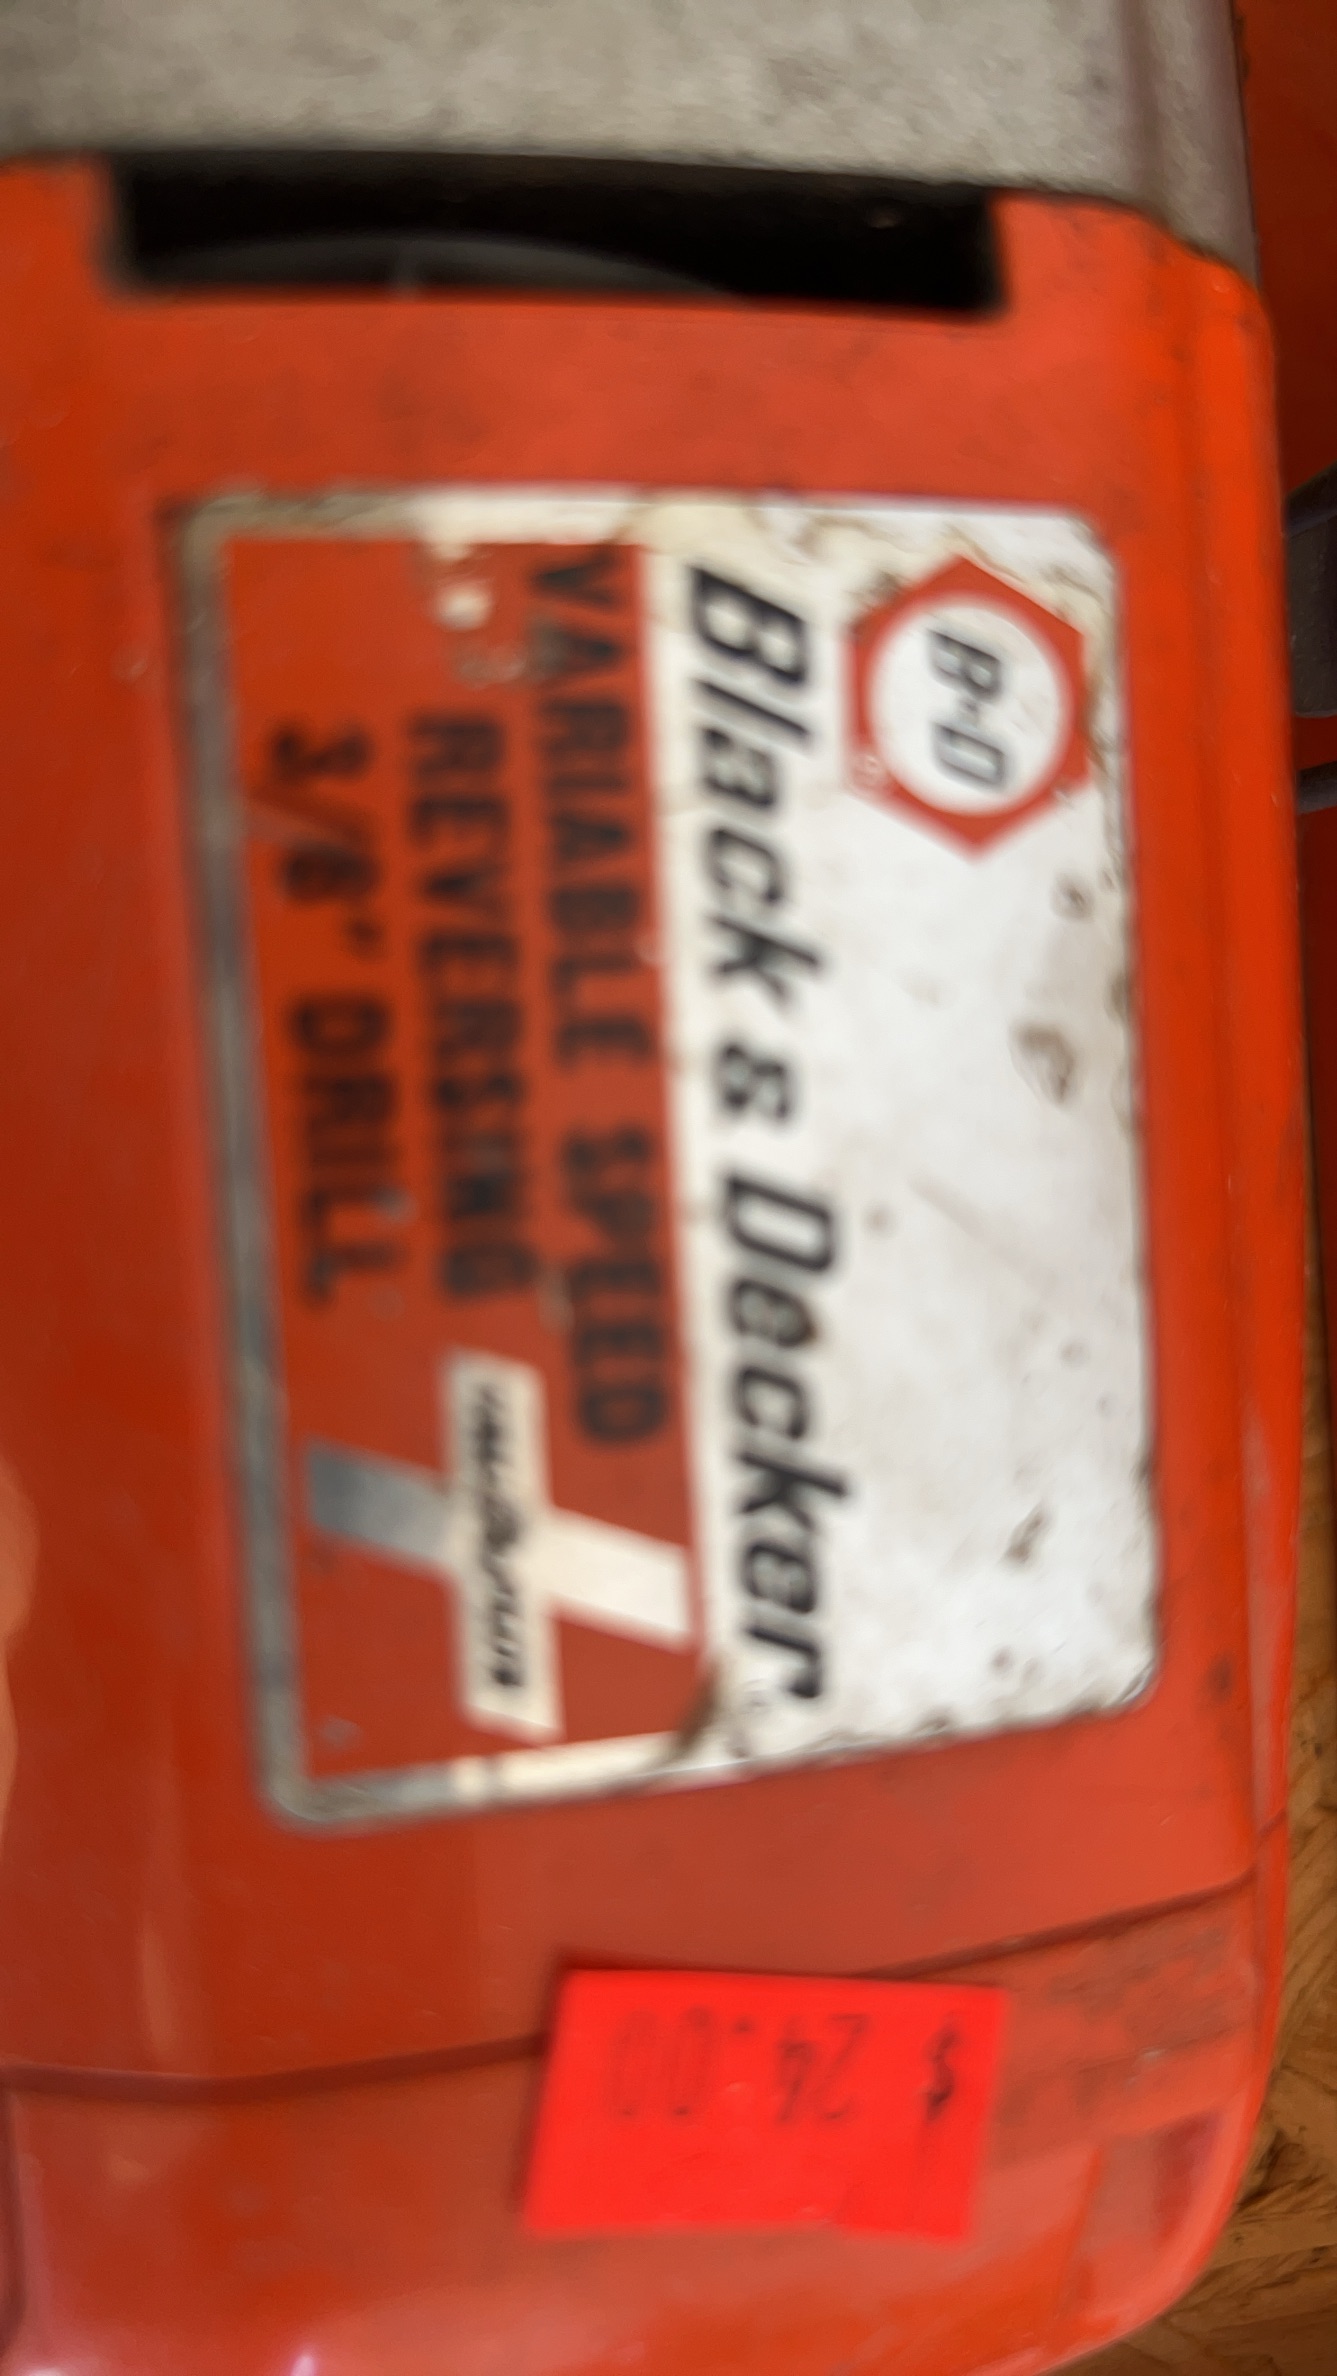 B·D
Black & Decker
VARIABLE SPEED
REVERSING
3/8" DRILL
$ 24.00